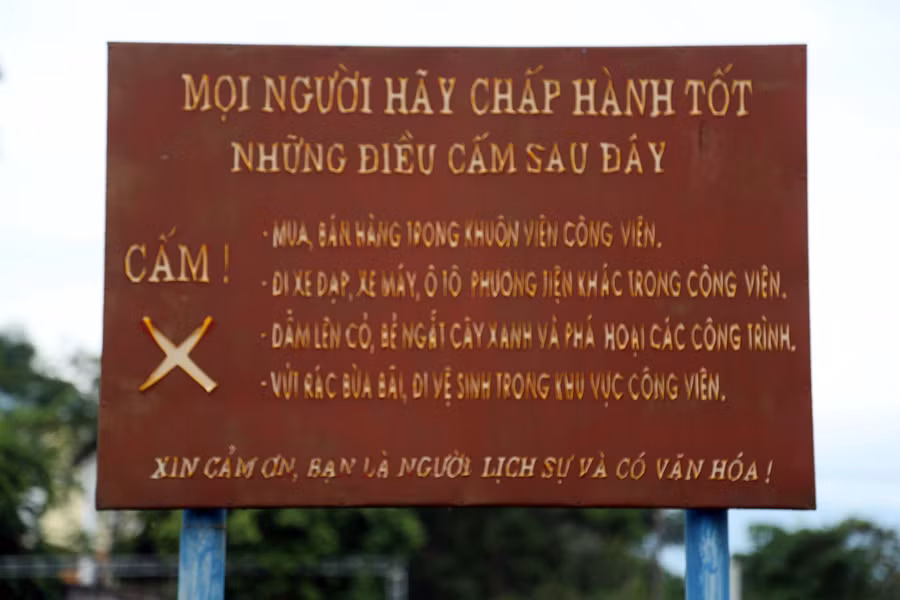 MỌI NGƯỜI HÃY CHẤP HÀNH TỐT
NHỮNG ĐIỀU CẤM SAU ĐÂY
CẤM !
- MUA, BÁN HÀNG TRONG KHUÔN VIÊN CÔNG VIÊN.
- ĐI XE ĐẠP, XE MÁY, Ô TÔ PHƯƠNG TIỆN KHÁC TRONG CÔNG VIÊN.
- DẪM LÊN CỎ, BẺ NGẮT CÂY XANH VÀ PHÁ HOẠI CÁC CÔNG TRÌNH.
- VỨT RÁC BỪA BÃI, ĐI VỆ SINH TRONG KHU VỰC CÔNG VIÊN.
XIN CẢM ƠN, BẠN LÀ NGƯỜI LỊCH SỰ VÀ CÓ VĂN HÓA !